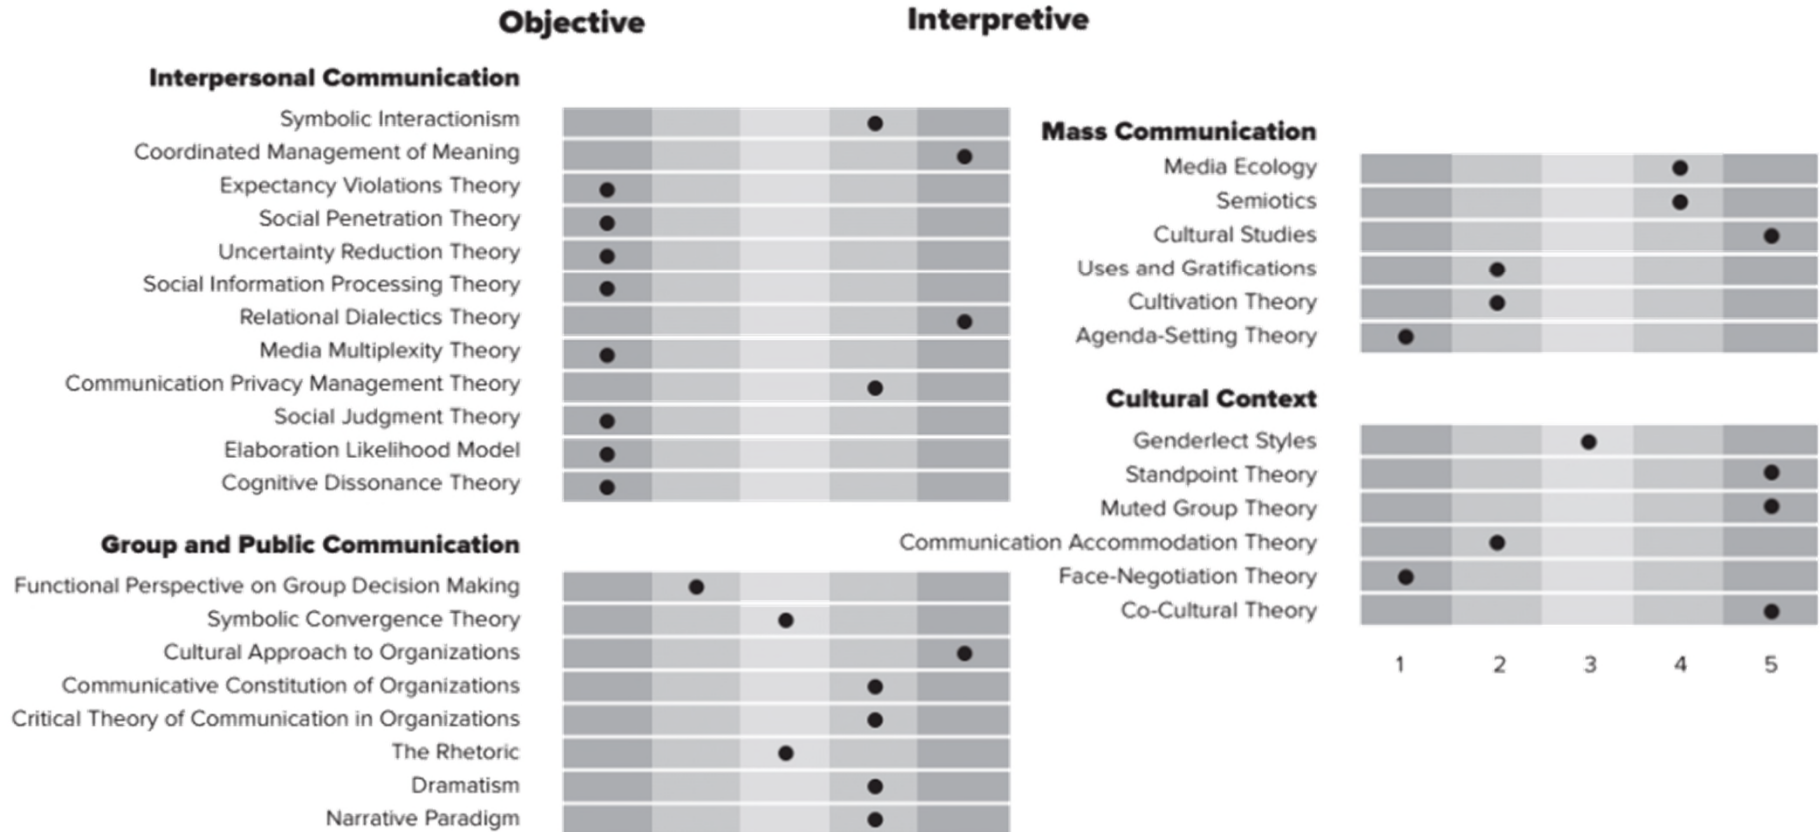 Objective
Interpretive
Interpersonal Communication
Symbolic Interactionism
Coordinated Management of Meaning
Expectancy Violations Theory
Social Penetration Theory
Uncertainty Reduction Theory
Social Information Processing Theory
Relational Dialectics Theory
Media Multiplexity Theory
Communication Privacy Management Theory
Social Judgment Theory
Elaboration Likelihood Model
Cognitive Dissonance Theory
Group and Public Communication
Functional Perspective on Group Decision Making
Symbolic Convergence Theory
Cultural Approach to Organizations
Communicative Constitution of Organizations
Critical Theory of Communication in Organizations
The Rhetoric
Dramatism
Narrative Paradigm
Mass Communication
Media Ecology
Semiotics
Cultural Studies
Uses and Gratifications
Cultivation Theory
Agenda-Setting Theory
Cultural Context
Genderlect Styles
Standpoint Theory
Muted Group Theory
Communication Accommodation Theory
Face-Negotiation Theory
Co-Cultural Theory
1 2 3 4 5